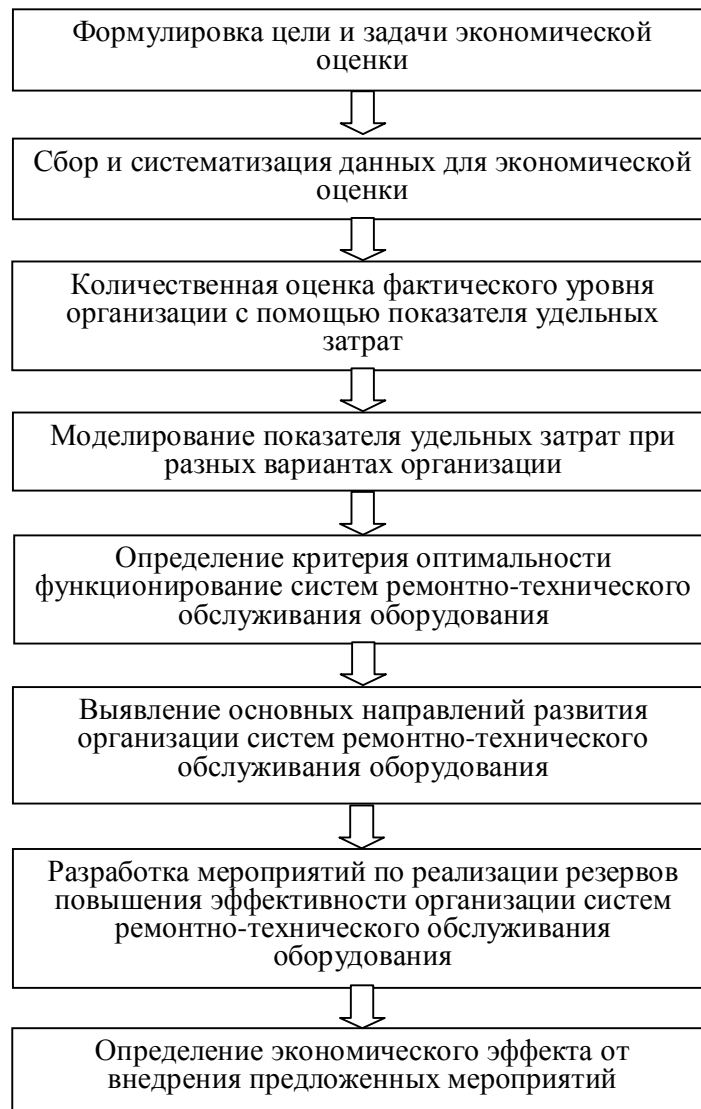 Формулировка цели и задачи экономической
оценки
Сбор и систематизация данных для экономической
оценки
Количественная оценка фактического уровня
организации с помощью показателя удельных
затрат
Моделирование показателя удельных затрат при
разных вариантах организации
Определение критерия оптимальности
функционирование систем ремонтно-технического
обслуживания оборудования
Выявление основных направлений развития
организации систем ремонтно-технического
обслуживания оборудования
Разработка мероприятий по реализации резервов
повышения эффективности организации систем
ремонтно-технического обслуживания
оборудования
Определение экономического эффекта от
внедрения предложенных мероприятий